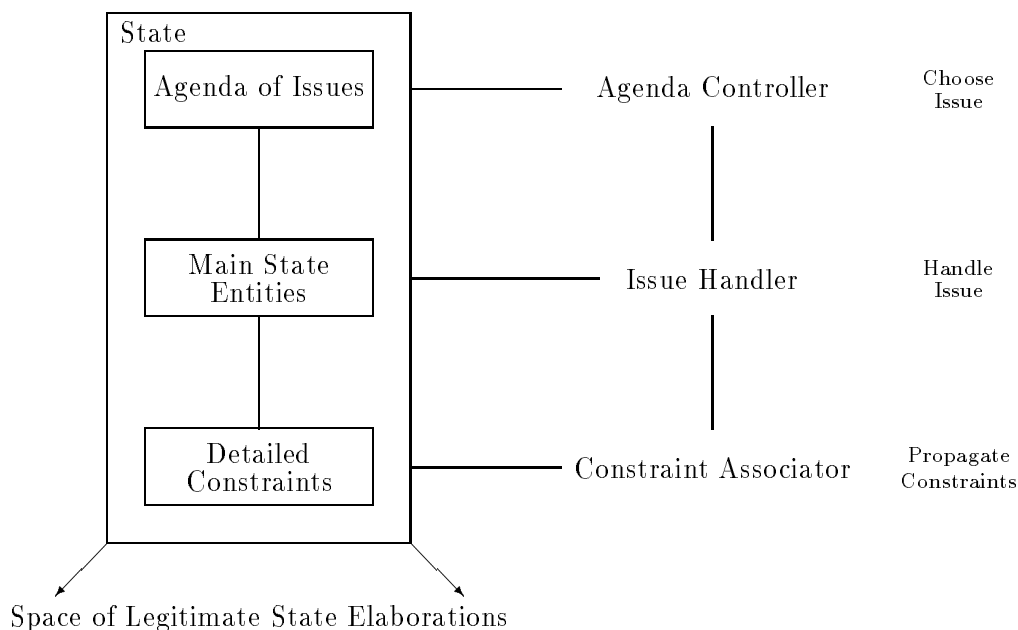 State
Agenda of Issues
Agenda Controller
Choose
Issue
Main State
Entities
Issue Handler
Handle
Issue
Detailed
Constraints
Constraint Associator
Propagate
Constraints
Space of Legitimate State Elaborations